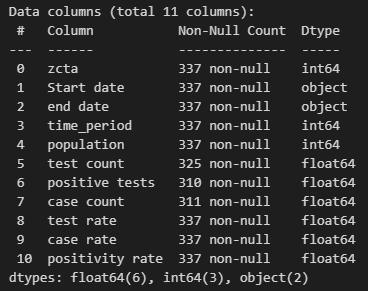 Data columns (total 11 columns):
#   Column           Non-Null Count  Dtype
---  ------           --------------  -----
0   zcta             337 non-null    int64
1   Start date       337 non-null    object
2   end date         337 non-null    object
3   time_period      337 non-null    int64
4   population       337 non-null    int64
5   test count       325 non-null    float64
6   positive tests   310 non-null    float64
7   case count       311 non-null    float64
8   test rate        337 non-null    float64
9   case rate        337 non-null    float64
10  positivity rate  337 non-null    float64
dtypes: float64(6), int64(3), object(2)